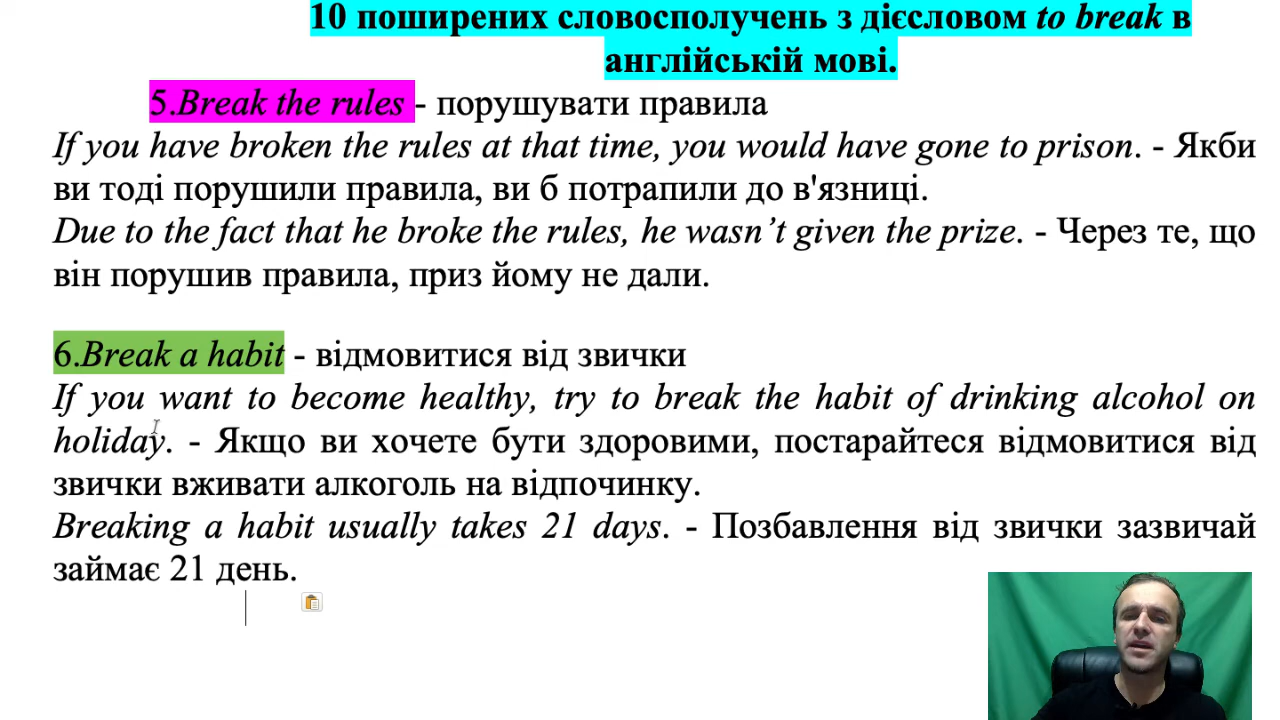 10 поширених словосполучень з дієсловом to break в
англійській мові.
5.Break the rules - порушувати правила
If you have broken the rules at that time, you would have gone to prison. - Якби
ви тоді порушили правила, ви б потрапили до в'язниці.
Due to the fact that he broke the rules, he wasn’t given the prize. - Через те, що
він порушив правила, приз йому не дали.
6.Break a habit - відмовитися від звички
If you want to become healthy, try to break the habit of drinking alcohol on
holiday. - Якщо ви хочете бути здоровими, постарайтеся відмовитися від
звички вживати алкоголь на відпочинку.
Breaking a habit usually takes 21 days. - Позбавлення від звички зазвичай
займає 21 день.